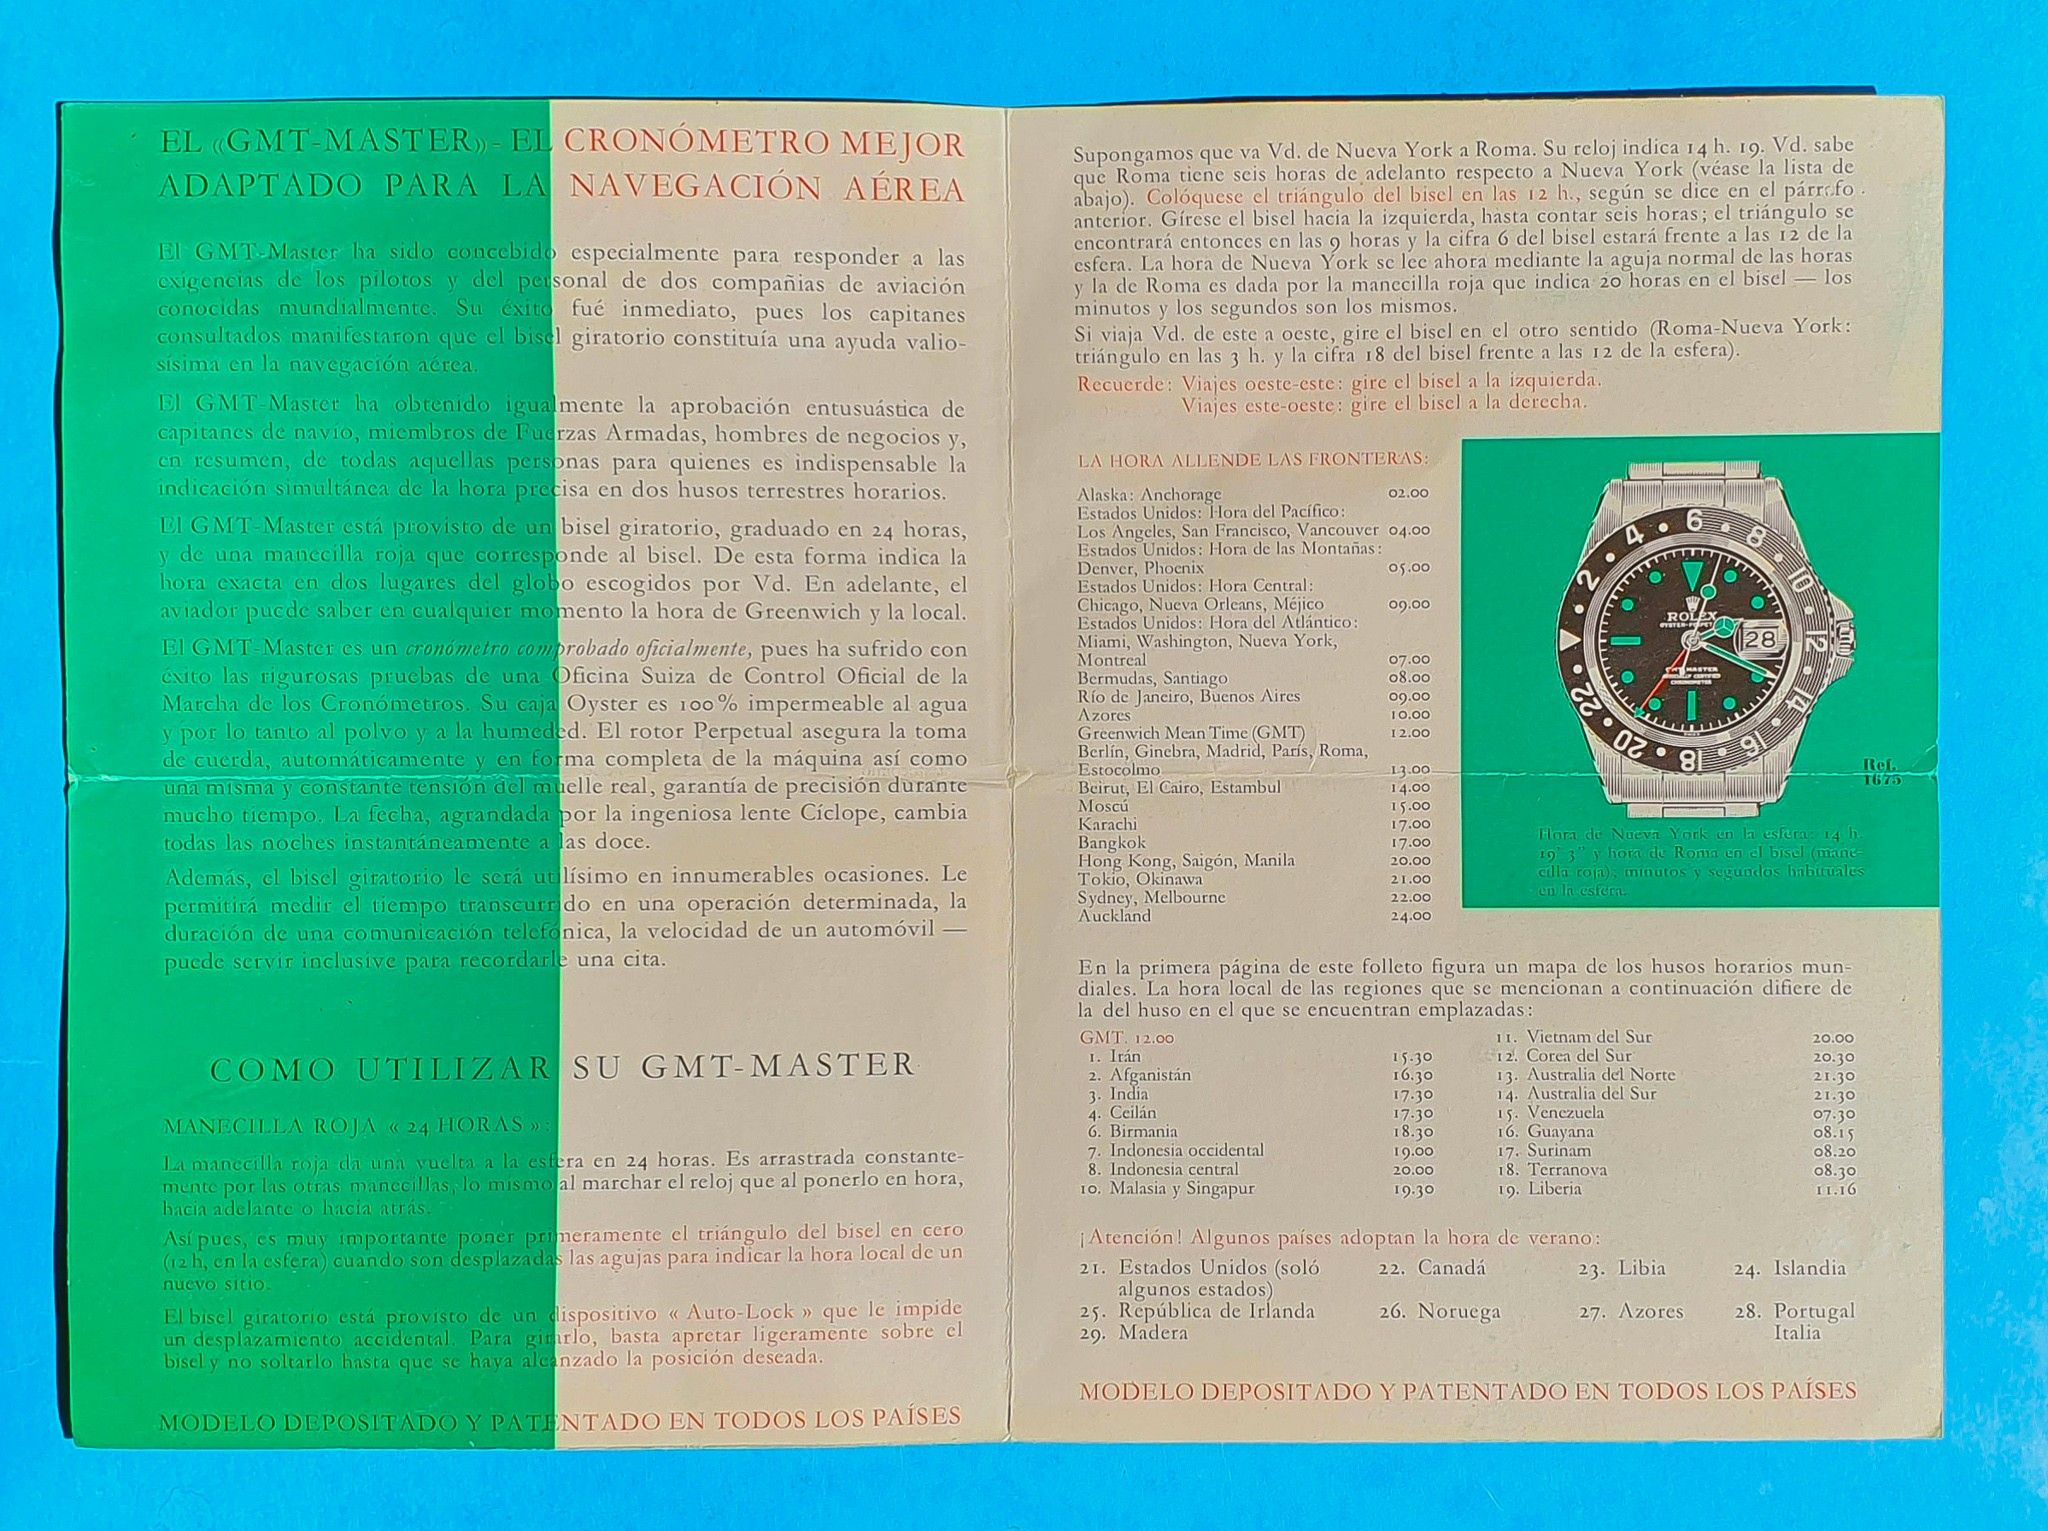 EL «GMT-MASTER» - EL CRONÓMETRO MEJOR
ADAPTADO PARA LA NAVEGACIÓN AÉREA
El GMT-Master ha sido concebido especialmente para responder a las
exigencias de los pilotos y del personal de dos compañias de aviación
conocidas mundialmente. Su éxito fué inmediato, pues los capitanes
consultados manifestaron que el bisel giratorio constituía una ayuda valio-
sísima en la navegación aérea.
El GMT-Master ha obtenido igualmente la aprobación entusuástica de
capitanes de navío, miembros de Fuerzas Armadas, hombres de negocios y,
en resumen, de todas aquellas personas para quienes es indispensable la
indicación simultánea de la hora precisa en dos husos terrestres horarios.
El GMT-Master está provisto de un bisel giratorio, graduado en 24 horas,
y de una manecilla roja que corresponde al bisel. De esta forma indica la
hora exacta en dos lugares del globo escogidos por Vd. En adelante, el
aviador puede saber en cualquier momento la hora de Greenwich y la local.
El GMT-Master es un cronómetro comprobado oficialmente, pues ha sufrido con
éxito las rigurosas pruebas de una Oficina Suiza de Control Oficial de la
Marcha de los Cronómetros. Su caja Oyster es 100% impermeable al agua
y por lo tanto al polvo y a la humeded. El rotor Perpetual asegura la toma
de cuerda, automáticamente y en forma completa de la máquina así como
una misma y constante tensión del muelle real, garantía de precisión durante
mucho tiempo. La fecha, agrandada por la ingeniosa lente Cíclope, cambia
todas las noches instantáneamente a las doce.
Además, el bisel giratorio le será utilísimo en innumerables ocasiones. Le
permitirá medir el tiempo transcurrido en una operación determinada, la
duración de una comunicación telefónica, la velocidad de un automóvil —
puede servir inclusive para recordarle una cita.
COMO UTILIZAR SU GMT-MASTER
MANECILLA ROJA « 24 HORAS »:
La manecilla roja da una vuelta a la esfera en 24 horas. Es arrastrada constante-
mente por las otras manecillas, lo mismo al marchar el reloj que al ponerlo en hora,
hacia adelante o hacia atrás.
Así pues, es muy importante poner primeramente el triángulo del bisel en cero
(12 h, en la esfera) cuando son desplazadas las agujas para indicar la hora local de un
nuevo sitio.
El bisel giratorio está provisto de un dispositivo « Auto-Lock » que le impide
un desplazamiento accidental. Para girarlo, basta apretar ligeramente sobre el
bisel y no soltarlo hasta que se haya alcanzado la posición deseada.
MODELO DEPOSITADO Y PATENTADO EN TODOS LOS PAÍSES
Supongamos que va Vd. de Nueva York a Roma. Su reloj indica 14 h. 19. Vd. sabe
que Roma tiene seis horas de adelanto respecto a Nueva York (véase la lista de
abajo). Colóquese el triángulo del bisel en las 12 h., según se dice en el párrafo
anterior. Gírese el bisel hacia la izquierda, hasta contar seis horas; el triángulo se
encontrará entonces en las 9 horas y la cifra 6 del bisel estará frente a las 12 de la
esfera. La hora de Nueva York se lee ahora mediante la aguja normal de las horas
y la de Roma es dada por la manecilla roja que indica 20 horas en el bisel — los
minutos y los segundos son los mismos.
Si viaja Vd. de este a oeste, gire el bisel en el otro sentido (Roma-Nueva York:
triángulo en las 3 h. y la cifra 18 del bisel frente a las 12 de la esfera).
Recuerde: Viajes oeste-este: gire el bisel a la izquierda.
Viajes este-oeste: gire el bisel a la derecha.
LA HORA ALLENDE LAS FRONTERAS:
Alaska: Anchorage 02.00
Estados Unidos: Hora del Pacífico:
Los Angeles, San Francisco, Vancouver 04.00
Estados Unidos: Hora de las Montañas:
Denver, Phoenix 05.00
Estados Unidos: Hora Central:
Chicago, Nueva Orleans, Méjico 09.00
Estados Unidos: Hora del Atlántico:
Miami, Washington, Nueva York,
Montreal 07.00
Bermudas, Santiago 08.00
Río de Janeiro, Buenos Aires 09.00
Azores 10.00
Greenwich Mean Time (GMT) 12.00
Berlín, Ginebra, Madrid, París, Roma,
Estocolmo 13.00
Beirut, El Cairo, Estambul 14.00
Moscú 15.00
Karachi 17.00
Bangkok 17.00
Hong Kong, Saigón, Manila 20.00
Tokio, Okinawa 21.00
Sydney, Melbourne 22.00
Auckland 24.00
2 4 6 8 10 12 14 16 18 20 22
ROLEX
OYSTER-PERPETUAL
28
GMT-MASTER
OFFICIALLY CERTIFIED
CHRONOMETER
Ref.
1675
Hora de Nueva York en la esfera: 14 h.
19' 3" y hora de Roma en el bisel (mane-
cilla roja); minutos y segundos habituales
en la esfera.
En la primera página de este folleto figura un mapa de los husos horarios mun-
diales. La hora local de las regiones que se mencionan a continuación difiere de
la del huso en el que se encuentran emplazadas:
GMT. 12.00
1. Irán 15.30
2. Afganistán 16.30
3. India 17.30
4. Ceilán 17.30
6. Birmania 18.30
7. Indonesia occidental 19.00
8. Indonesia central 20.00
10. Malasia y Singapur 19.30
11. Vietnam del Sur 20.00
12. Corea del Sur 20.30
13. Australia del Norte 21.30
14. Australia del Sur 21.30
15. Venezuela 07.30
16. Guayana 08.15
17. Surinam 08.20
18. Terranova 08.30
19. Liberia 11.16
¡Atención! Algunos países adoptan la hora de verano:
21. Estados Unidos (soló 22. Canadá 23. Libia 24. Islandia
algunos estados)
25. República de Irlanda 26. Noruega 27. Azores 28. Portugal
29. Madera Italia
MODELO DEPOSITADO Y PATENTADO EN TODOS LOS PAÍSES